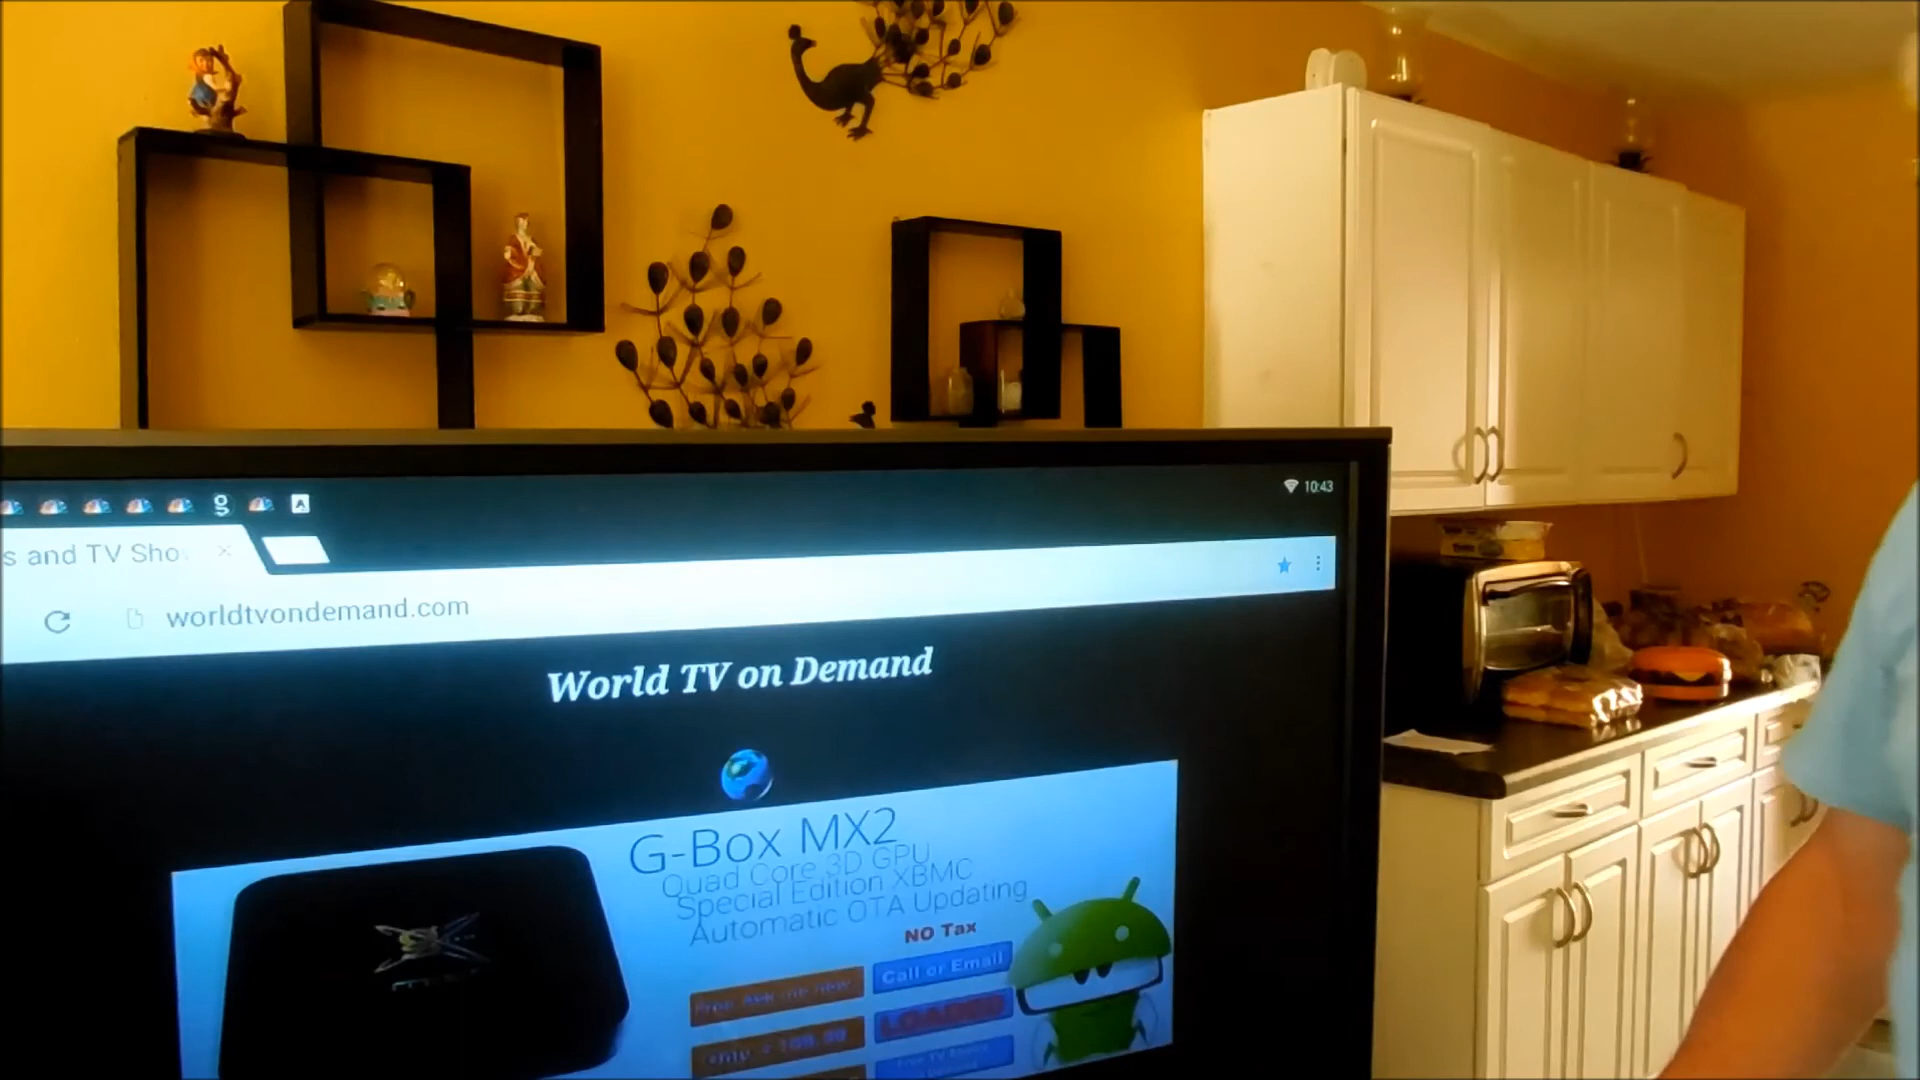 10:43
s and TV Sho
worldtvondemand.com
World TV on Demand
G-Box MX2
Quad Core 3D GPU
Special Edition XBMC
Automatic OTA Updating
NO Tax
Call or Email
LOADED